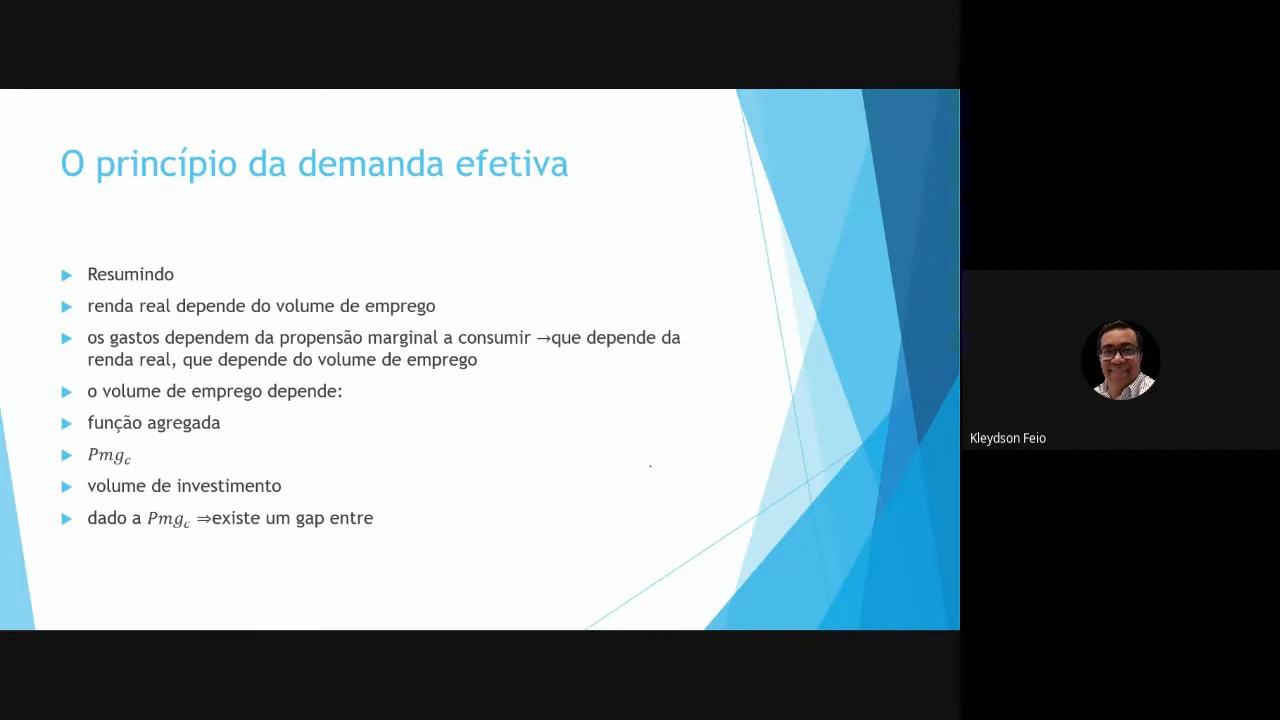 O princípio da demanda efetiva
Resumindo
renda real depende do volume de emprego
os gastos dependem da propensão marginal a consumir →que depende da
renda real, que depende do volume de emprego
o volume de emprego depende:
função agregada
Pmg_c
volume de investimento
dado a Pmg_c ⇒existe um gap entre
Kleydson Feio